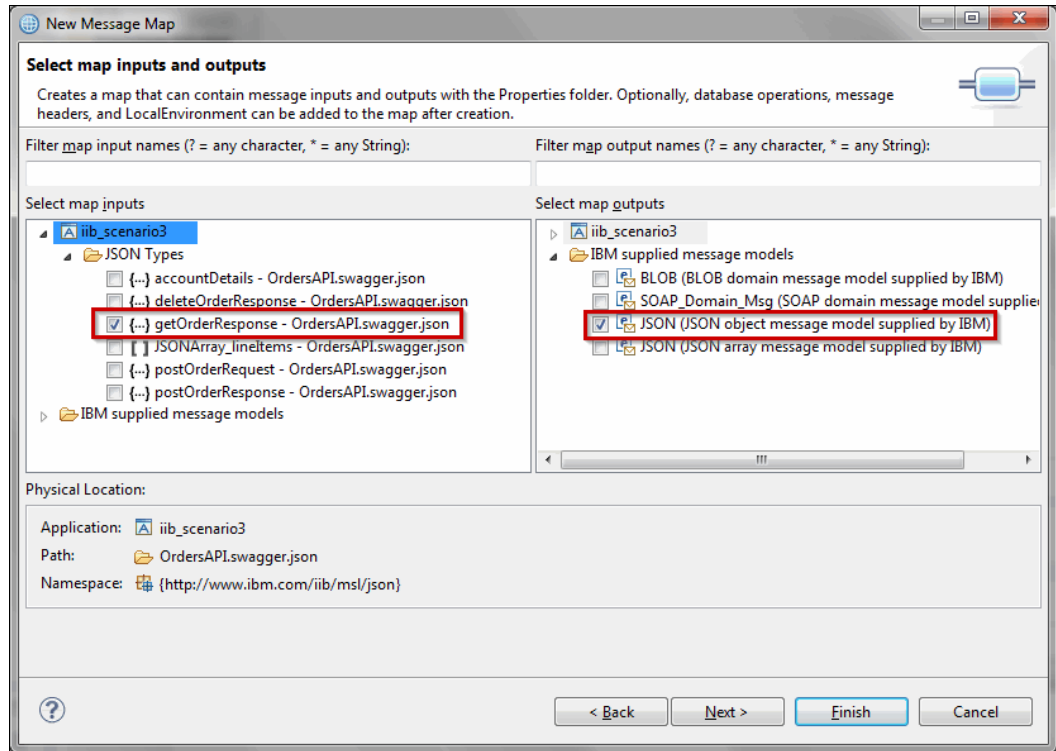 New Message Map
Select map inputs and outputs
Creates a map that can contain message inputs and outputs with the Properties folder. Optionally, database operations, message
headers, and LocalEnvironment can be added to the map after creation.
Filter map input names (? = any character, * = any String):
Filter map output names (? = any character, * = any String):
Select map inputs
iib_scenario3
JSON Types
{...} accountDetails - OrdersAPI.swagger.json
{...} deleteOrderResponse - OrdersAPI.swagger.json
{...} getOrderResponse - OrdersAPI.swagger.json
[ ] JSONArray_lineItems - OrdersAPI.swagger.json
{...} postOrderRequest - OrdersAPI.swagger.json
{...} postOrderResponse - OrdersAPI.swagger.json
IBM supplied message models
Select map outputs
iib_scenario3
IBM supplied message models
BLOB (BLOB domain message model supplied by IBM)
SOAP_Domain_Msg (SOAP domain message model supplie
JSON (JSON object message model supplied by IBM)
JSON (JSON array message model supplied by IBM)
Physical Location:
Application: iib_scenario3
Path: OrdersAPI.swagger.json
Namespace: {http://www.ibm.com/iib/msl/json}
? < Back Next > Finish Cancel